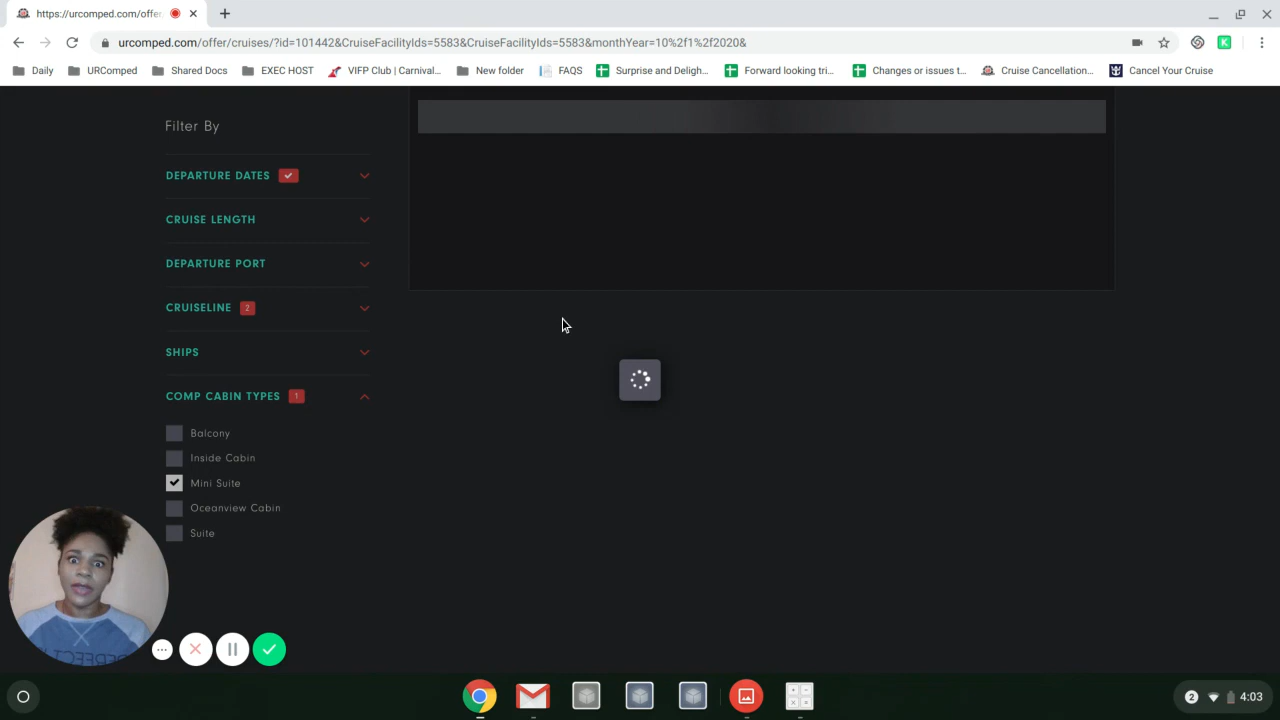 https://urcomped.com/offer
urcomped.com/offer/cruises/?id=101442&CruiseFacilityIds=5583&CruiseFacilityIds=5583&monthYear=10%2f1%2f2020&
Daily URComped Shared Docs EXEC HOST VIFP Club | Carnival... New folder FAQS Surprise and Deligh... Forward looking tri... Changes or issues t... Cruise Cancellation... Cancel Your Cruise
Filter By
DEPARTURE DATES
CRUISE LENGTH
DEPARTURE PORT
CRUISELINE 2
SHIPS
COMP CABIN TYPES 1
Balcony
Inside Cabin
Mini Suite
Oceanview Cabin
Suite
2 4:03